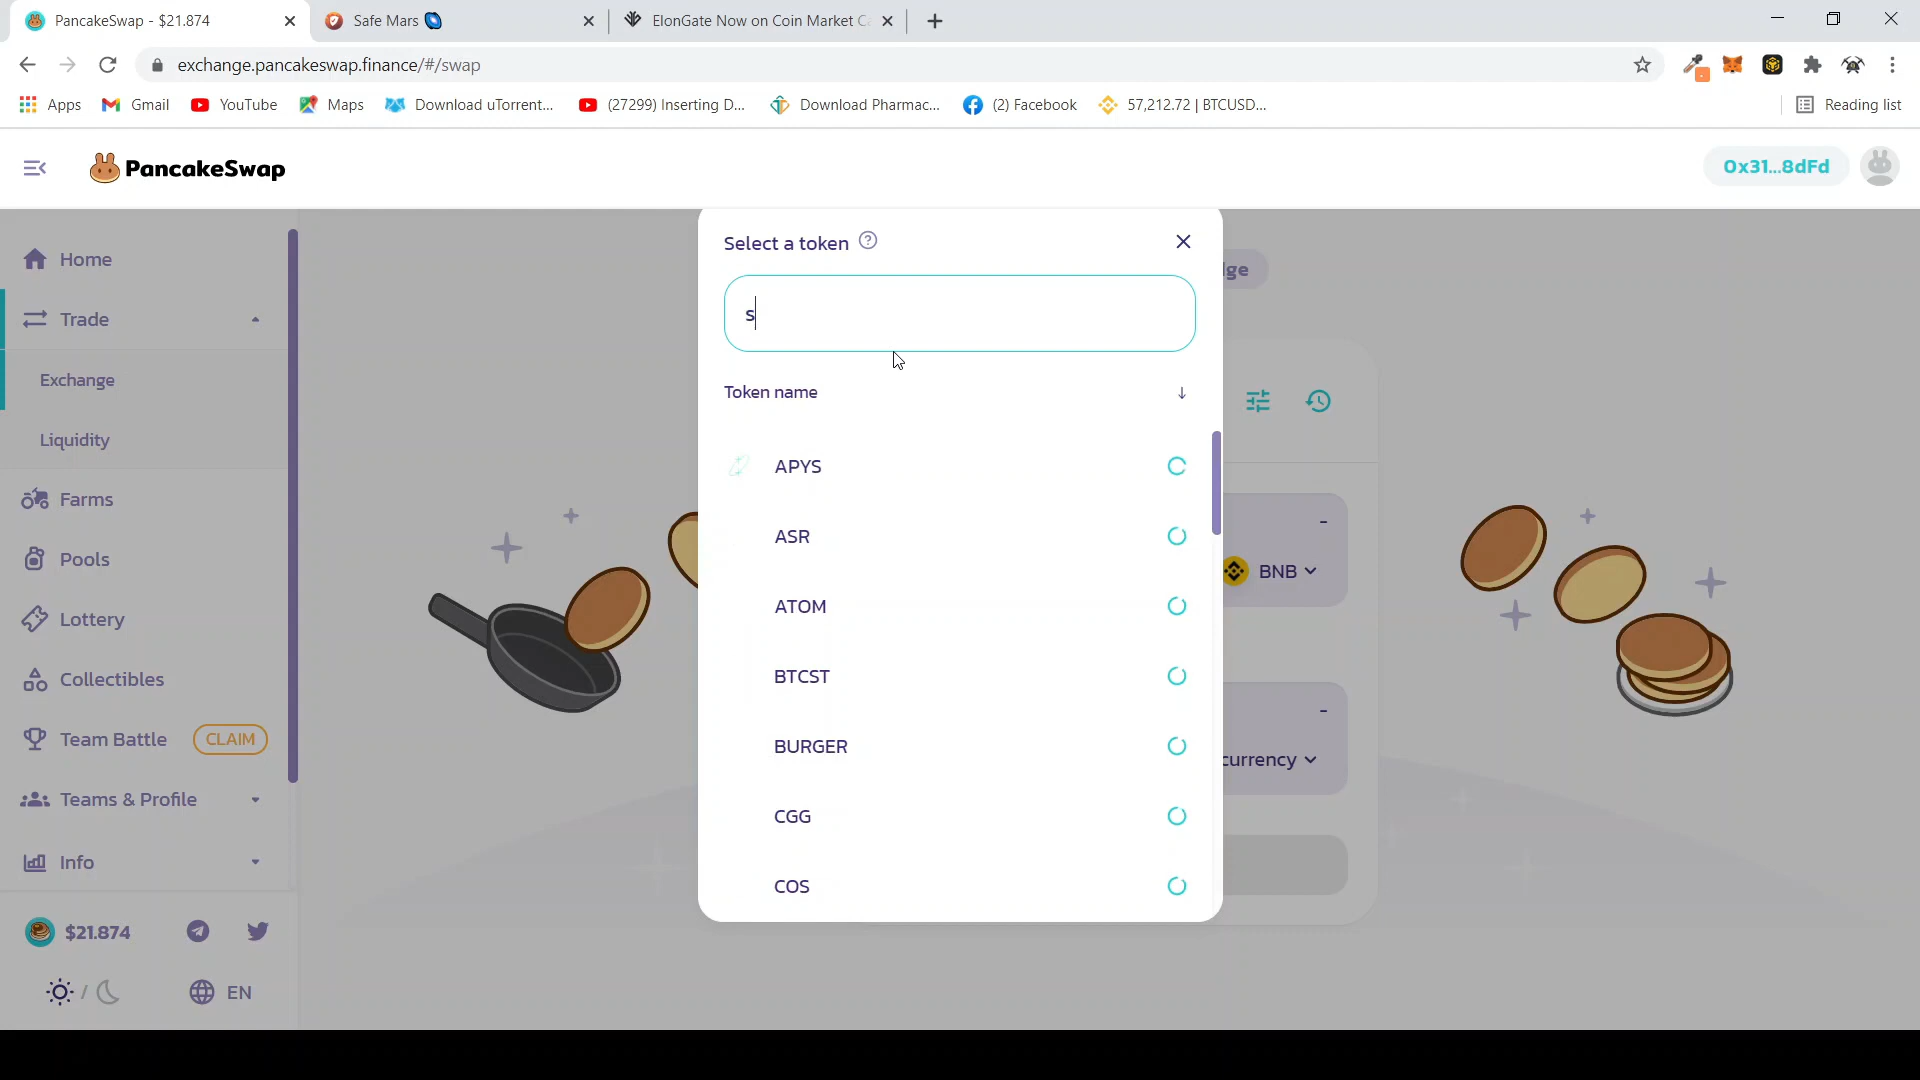 PancakeSwap - $21.874
Safe Mars
ElonGate Now on Coin Market C
exchange.pancakeswap.finance/#/swap
Apps
Gmail
YouTube
Maps
Download uTorrent...
(27299) Inserting D...
Download Pharmac...
(2) Facebook
57,212.72 | BTCUSD...
Reading list
PancakeSwap
0x31...8dFd
Home
Trade
Exchange
Liquidity
Farms
Pools
Lottery
Collectibles
Team Battle CLAIM
Teams & Profile
Info
$21.874
/
EN
Select a token ?
s
Token name ↓
APYS
ASR
ATOM
BTCST
BURGER
CGG
COS
dge
-
BNB
-
currency